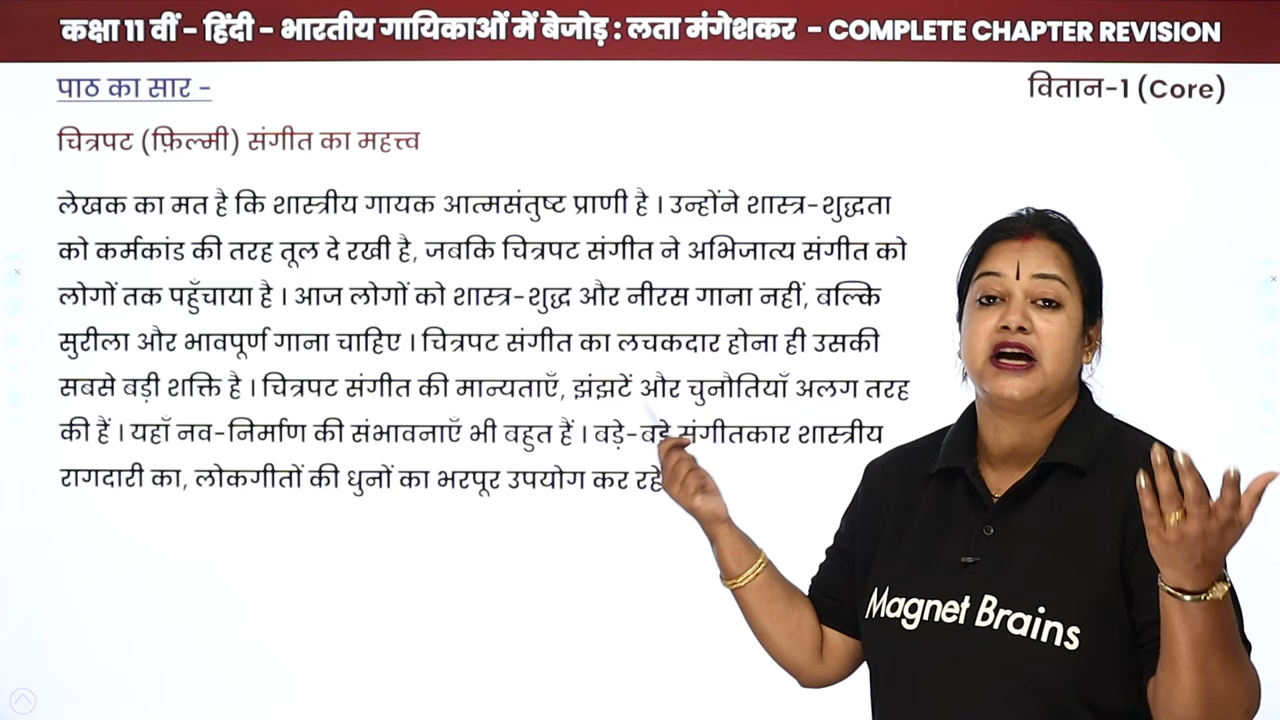 कक्षा 11 वीं - हिंदी - भारतीय गायिकाओं में बेजोड़ : लता मंगेशकर - COMPLETE CHAPTER REVISION
पाठ का सार -
वितान-1 (Core)
चित्रपट (फ़िल्मी) संगीत का महत्त्व
लेखक का मत है कि शास्त्रीय गायक आत्मसंतुष्ट प्राणी है। उन्होंने शास्त्र-शुद्धता
को कर्मकांड की तरह तूल दे रखी है, जबकि चित्रपट संगीत ने अभिजात्य संगीत को
लोगों तक पहुँचाया है। आज लोगों को शास्त्र-शुद्ध और नीरस गाना नहीं, बल्कि
सुरीला और भावपूर्ण गाना चाहिए। चित्रपट संगीत का लचकदार होना ही उसकी
सबसे बड़ी शक्ति है। चित्रपट संगीत की मान्यताएँ, झंझटें और चुनौतियाँ अलग तरह
की हैं। यहाँ नव-निर्माण की संभावनाएँ भी बहुत हैं। बड़े-बड़े संगीतकार शास्त्रीय
रागदारी का, लोकगीतों की धुनों का भरपूर उपयोग कर रहे
Magnet Brains